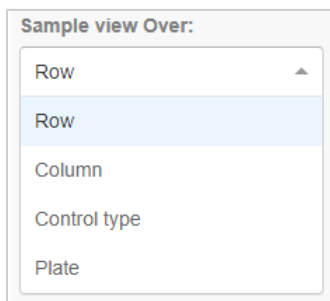 Sample view Over:
Row
Row
Column
Control type
Plate